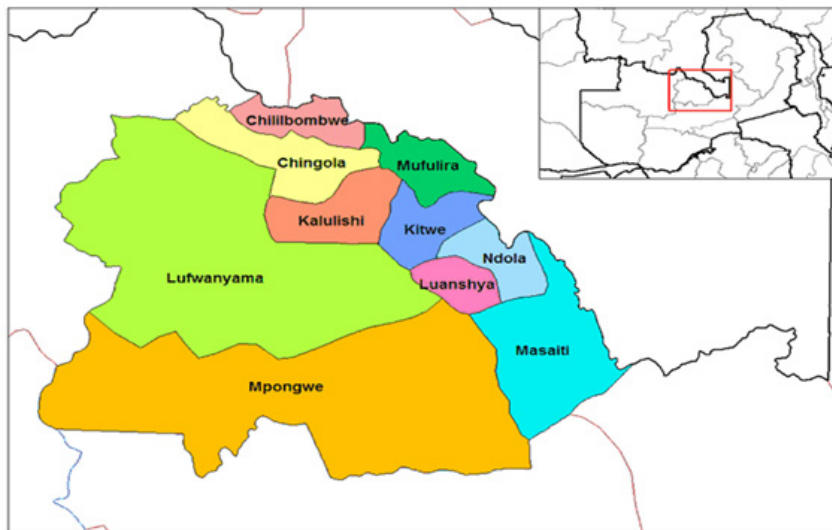 Chililbombwe
Chingola
Mufulira
Kalulishi
Kitwe
Ndola
Lufwanyama
Luanshya
Masaiti
Mpongwe